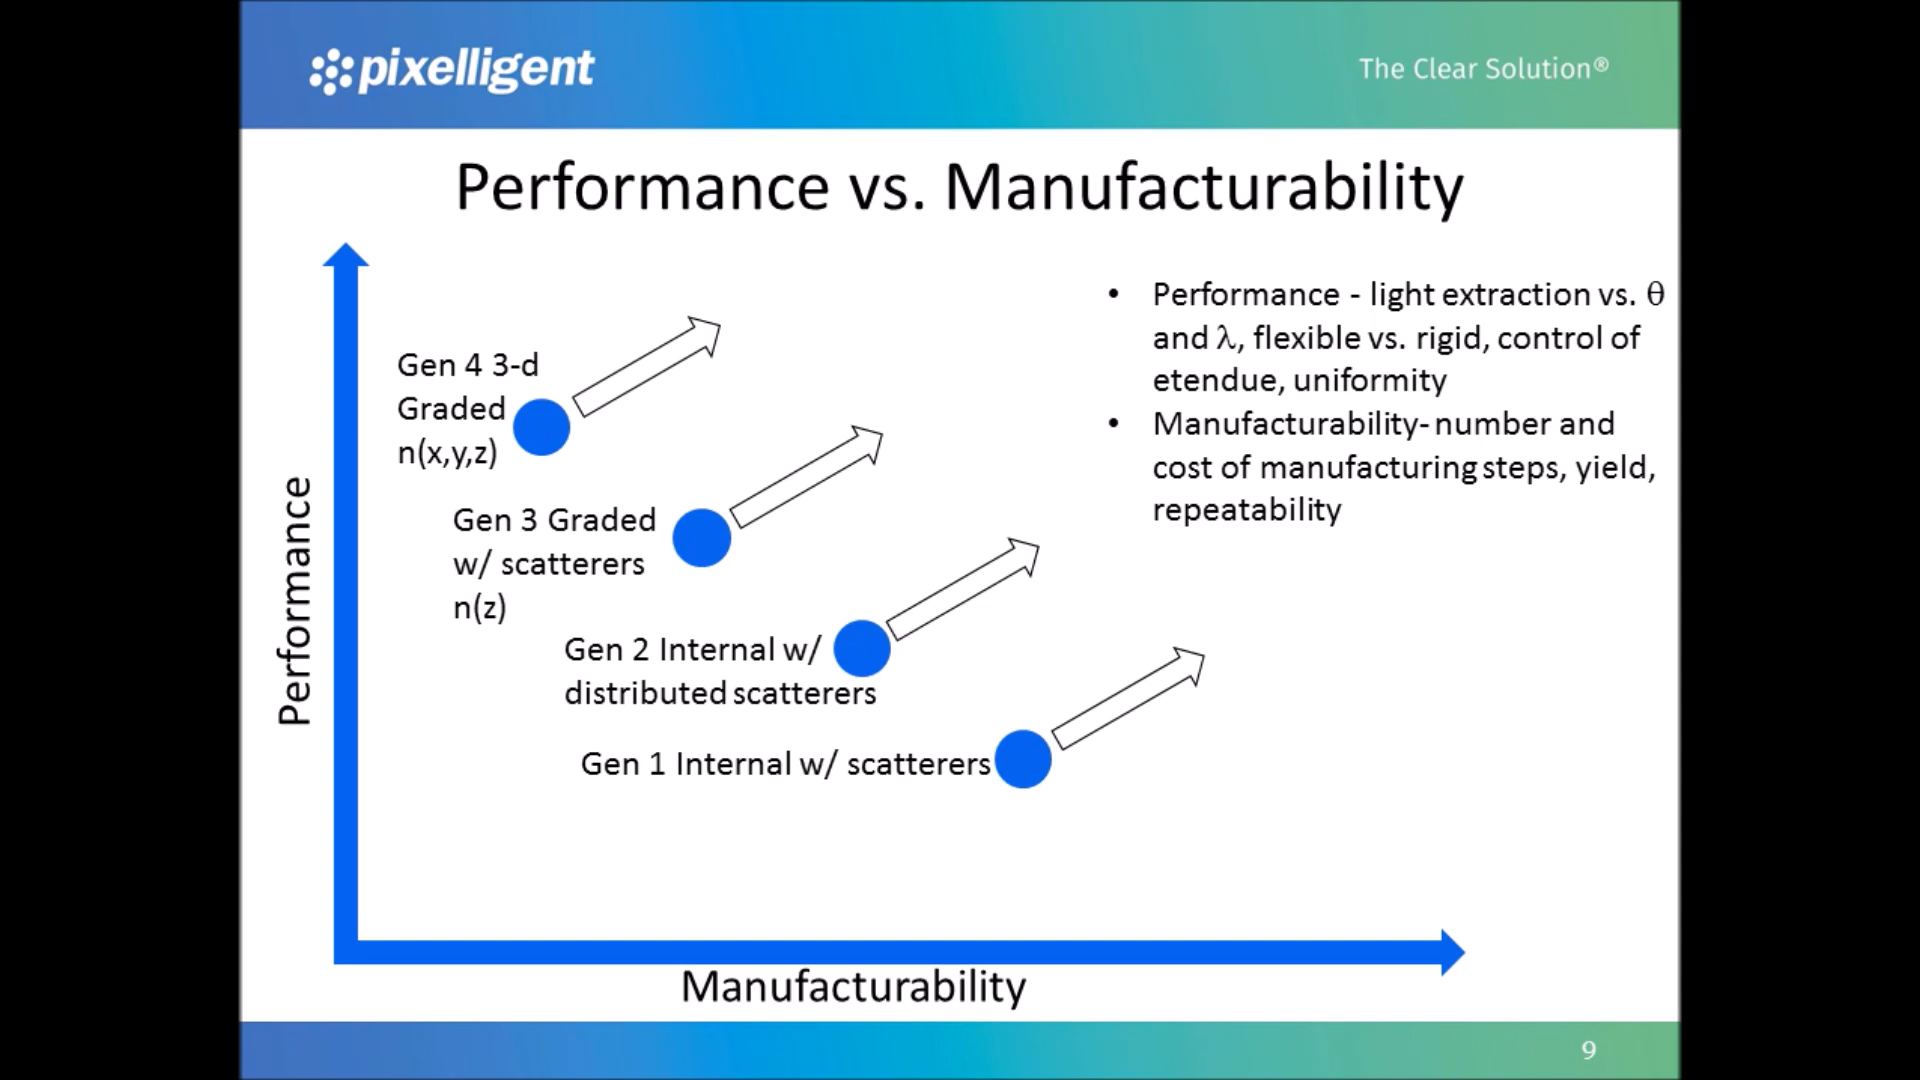 pixelligent
The Clear Solution®
Performance vs. Manufacturability
Performance
Gen 4 3-d
Graded
n(x,y,z)
Gen 3 Graded
w/ scatterers
n(z)
Gen 2 Internal w/
distributed scatterers
Gen 1 Internal w/ scatterers
• Performance - light extraction vs. θ
and λ, flexible vs. rigid, control of
etendue, uniformity
• Manufacturability- number and
cost of manufacturing steps, yield,
repeatability
Manufacturability
9